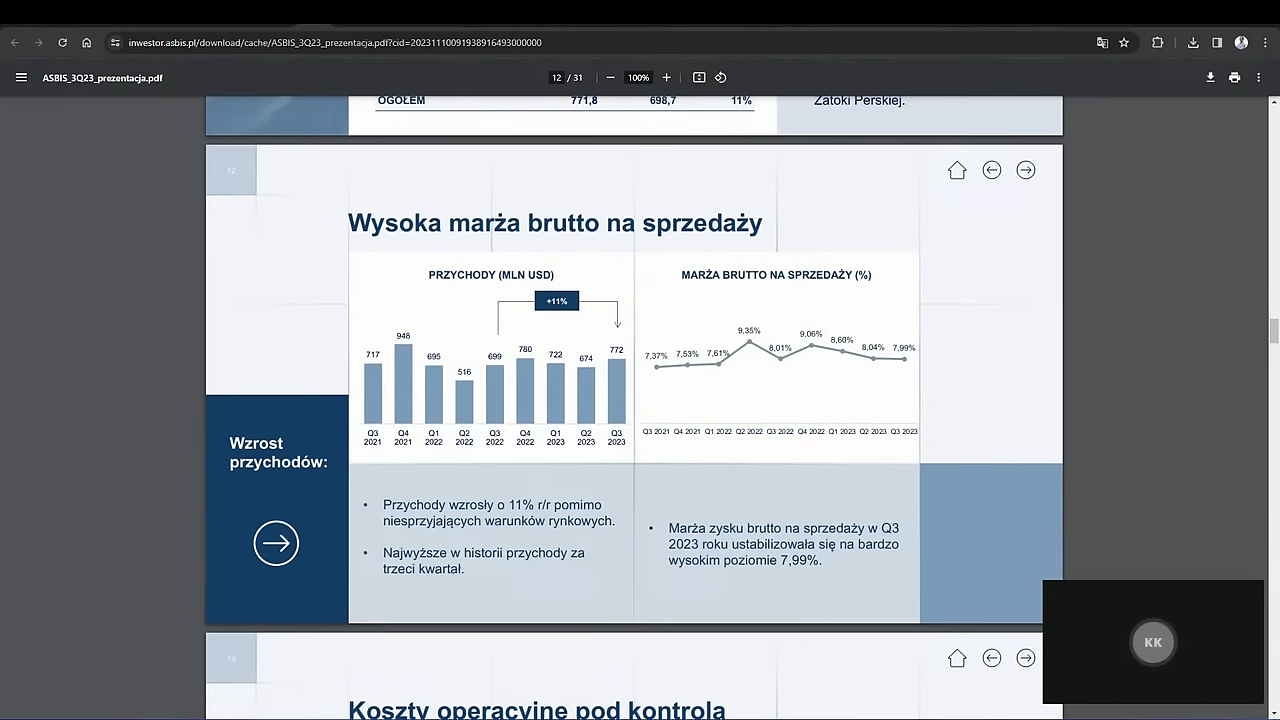 inwestor.asbis.pl/download/cache/ASBIS_3Q23_prezentacja.pdf?cid=20231110091938916493000000
ASBIS_3Q23_prezentacja.pdf
12 / 31
100%
OGÓŁEM 771,8 698,7 11%
Zatoki Perskiej.
12
Wysoka marża brutto na sprzedaży
PRZYCHODY (MLN USD)
+11%
717 948 695 516 699 780 722 674 772
Q3 Q4 Q1 Q2 Q3 Q4 Q1 Q2 Q3
2021 2021 2022 2022 2022 2022 2023 2023 2023
MARŻA BRUTTO NA SPRZEDAŻY (%)
7,37% 7,53% 7,61% 9,35% 8,01% 9,06% 8,60% 8,04% 7,99%
Q3 2021 Q4 2021 Q1 2022 Q2 2022 Q3 2022 Q4 2022 Q1 2023 Q2 2023 Q3 2023
Wzrost
przychodów:
• Przychody wzrosły o 11% r/r pomimo
niesprzyjających warunków rynkowych.
• Najwyższe w historii przychody za
trzeci kwartał.
• Marża zysku brutto na sprzedaży w Q3
2023 roku ustabilizowała się na bardzo
wysokim poziomie 7,99%.
KK
13
Koszty operacyjne pod kontrolą